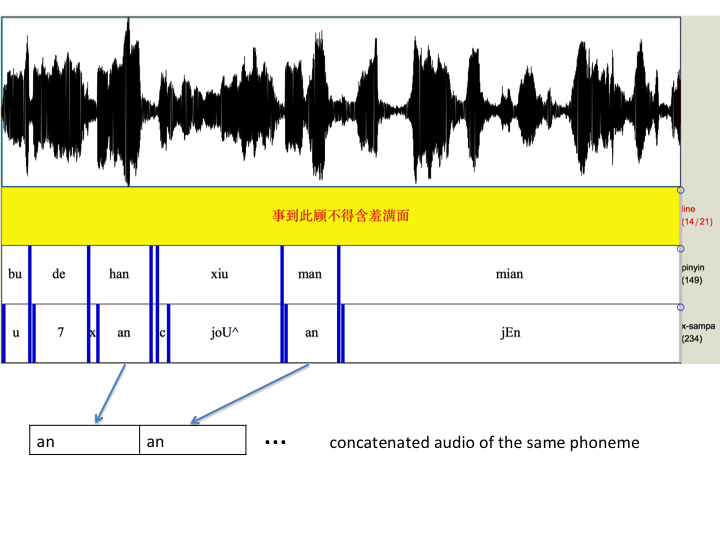 事到此顾不得含羞满面
line
(14/21)
bu de han xiu man mian
pinyin
(149)
u 7 x an c joU^ an jEn
x-sampa
(234)
an an ••• concatenated audio of the same phoneme